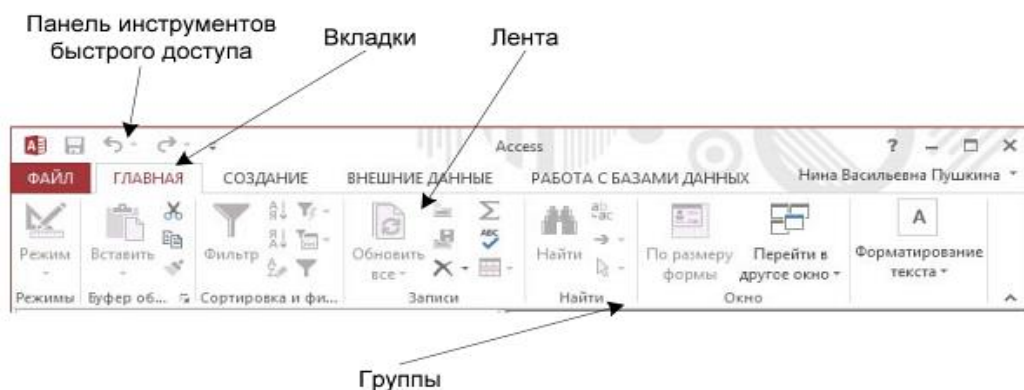 Панель инструментов
быстрого доступа
Вкладки
Лента
Access
ФАЙЛ ГЛАВНАЯ СОЗДАНИЕ ВНЕШНИЕ ДАННЫЕ РАБОТА С БАЗАМИ ДАННЫХ Нина Васильевна Пушкина
Режим
Вставить
Фильтр
Обновить
все
Найти
По размеру
формы
Перейти в
другое окно
Форматирование
текста
Режимы Буфер об... Сортировка и фи... Записи Найти Окно
Группы